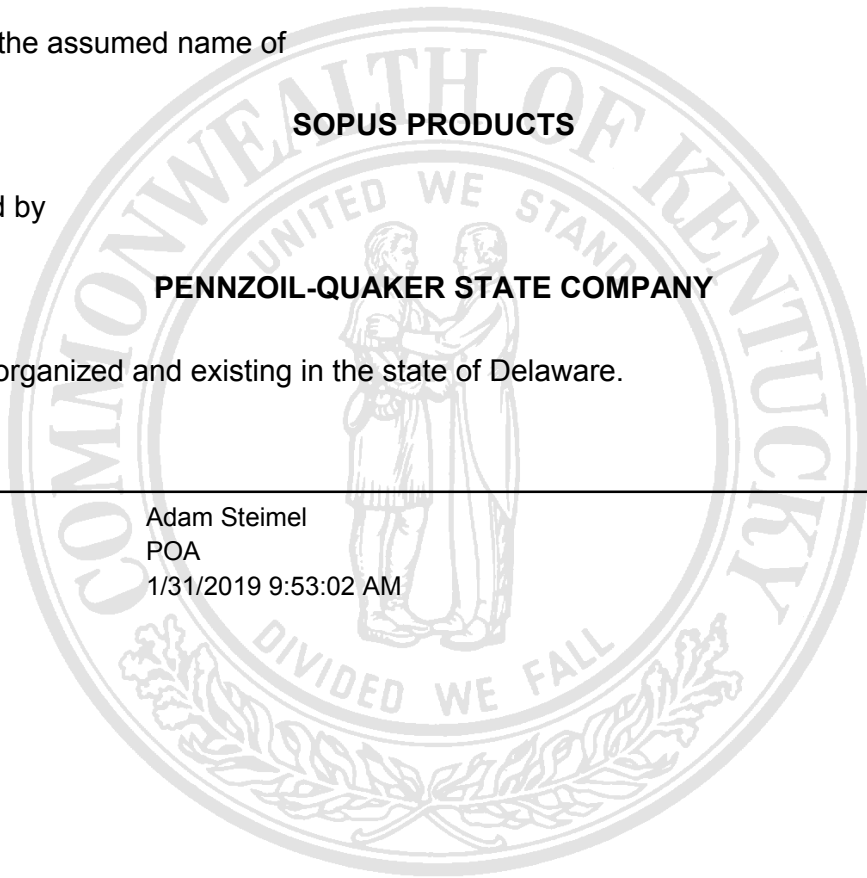 the assumed name of
SOPUS PRODUCTS
by
PENNZOIL-QUAKER STATE COMPANY
organized and existing in the state of Delaware.
Adam Steimel
POA
1/31/2019 9:53:02 AM
COMMONWEALTH OF KENTUCKY
UNITED WE STAND
DIVIDED WE FALL